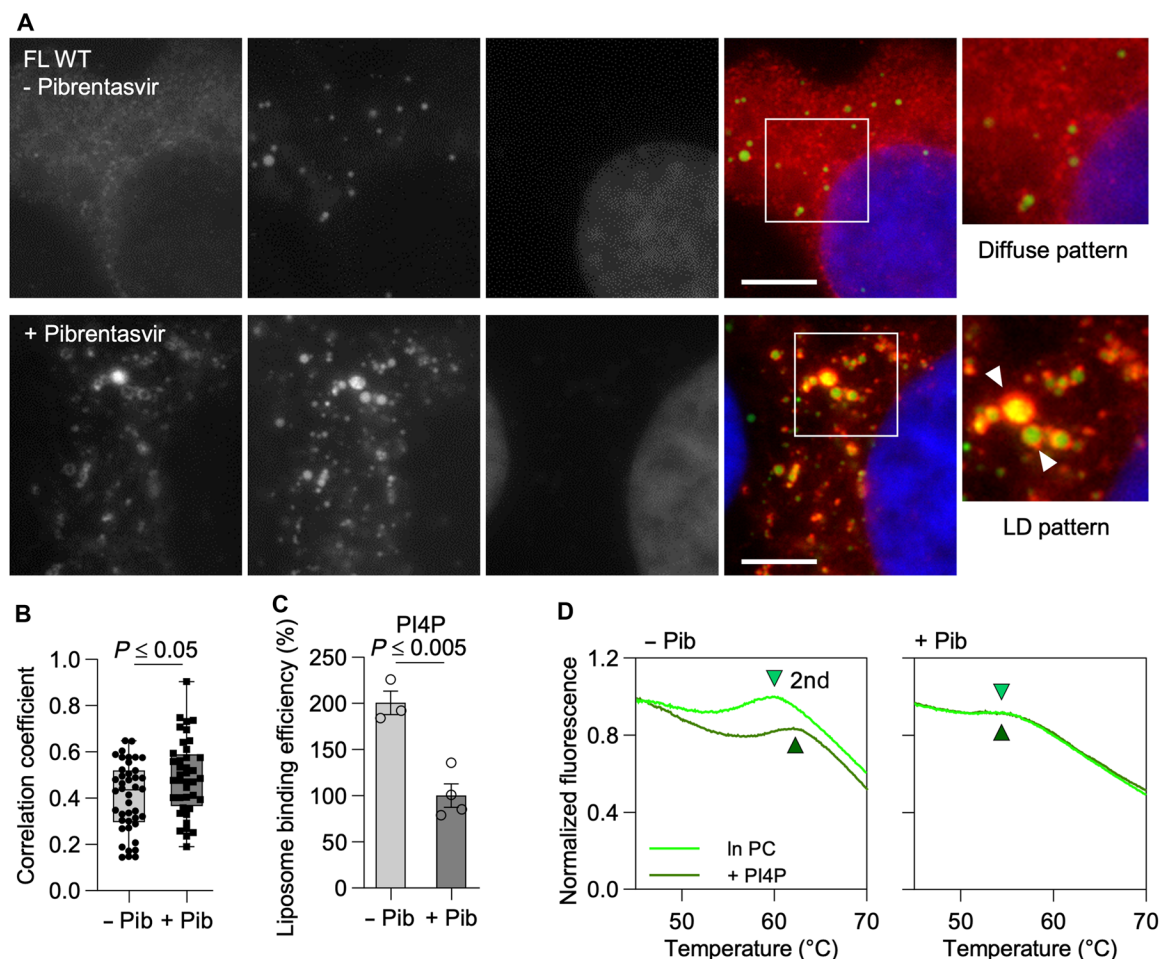 A
FL WT
- Pibrentasvir
Diffuse pattern
+ Pibrentasvir
LD pattern
B
P ≤ 0.05
Correlation coefficient
1.0
0.8
0.6
0.4
0.2
0.0
– Pib + Pib
C
PI4P
P ≤ 0.005
Liposome binding efficiency (%)
250
200
150
100
50
0
– Pib + Pib
D
– Pib
+ Pib
Normalized fluorescence
1.2
0.8
0.4
0.0
2nd
In PC
+ PI4P
50 60 70
50 60 70
Temperature (°C)
Temperature (°C)